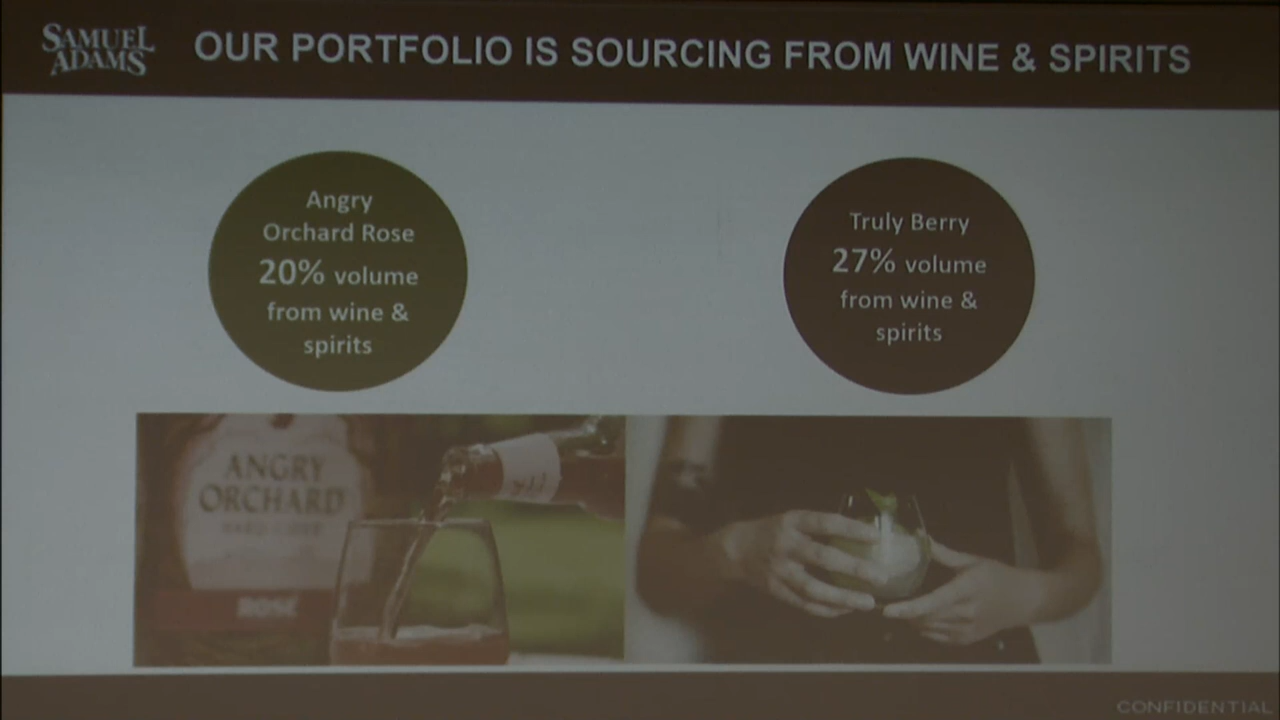 SAMUEL
ADAMS
OUR PORTFOLIO IS SOURCING FROM WINE & SPIRITS
Angry
Orchard Rose
20% volume
from wine &
spirits
Truly Berry
27% volume
from wine &
spirits
ANGRY
ORCHARD
HARD CIDER
ROSÉ
CONFIDENTIAL